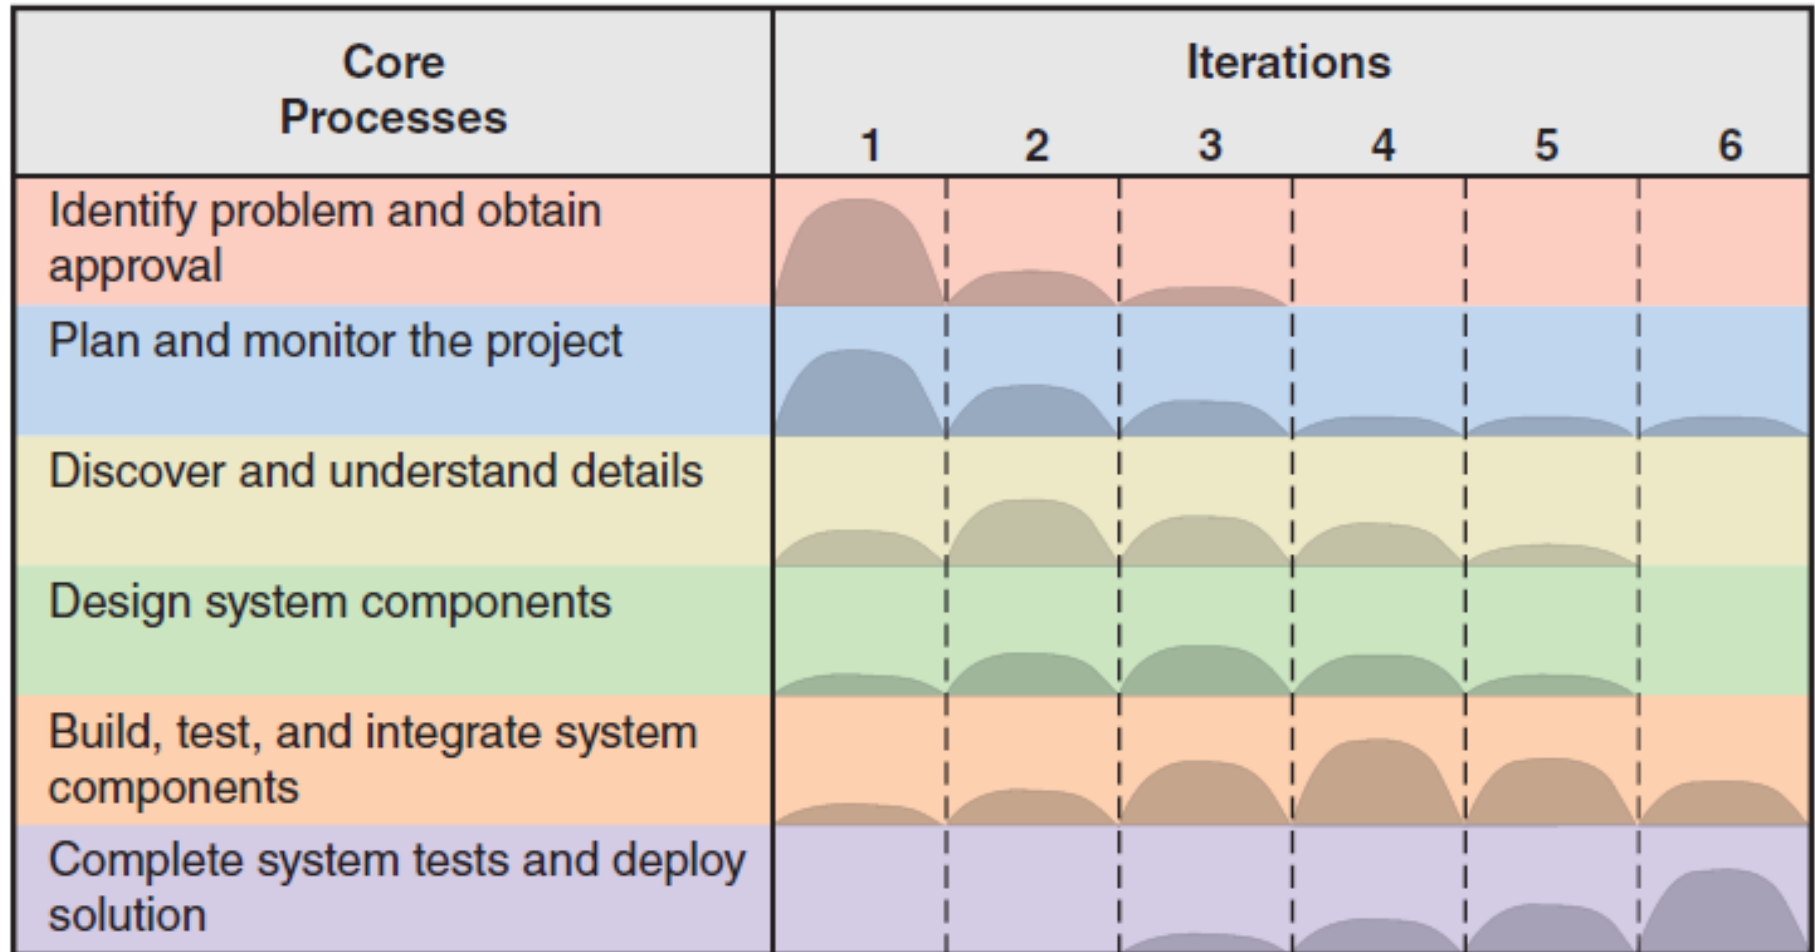 Core
Processes
Iterations
1 2 3 4 5 6
Identify problem and obtain
approval
Plan and monitor the project
Discover and understand details
Design system components
Build, test, and integrate system
components
Complete system tests and deploy
solution